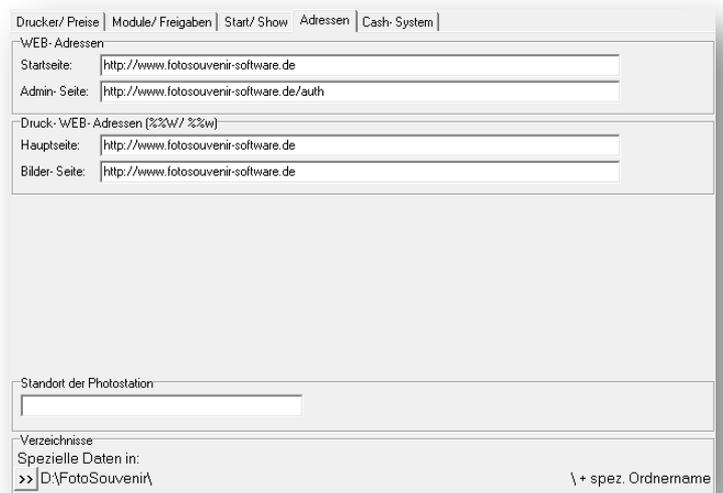 Drucker/ Preise Module/ Freigaben Start/ Show Adressen Cash- System
WEB- Adressen
Startseite: http://www.fotosouvenir-software.de
Admin- Seite: http://www.fotosouvenir-software.de/auth
Druck- WEB- Adressen (%%W/ %%w)
Hauptseite: http://www.fotosouvenir-software.de
Bilder- Seite: http://www.fotosouvenir-software.de
Standort der Photostation
Verzeichnisse
Spezielle Daten in:
>> D:\FotoSouvenir\ \ + spez. Ordnername